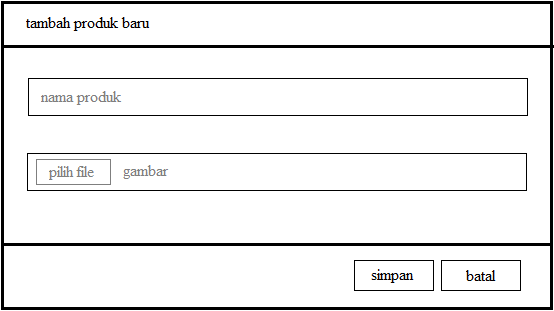 tambah produk baru
nama produk
pilih file gambar
simpan batal